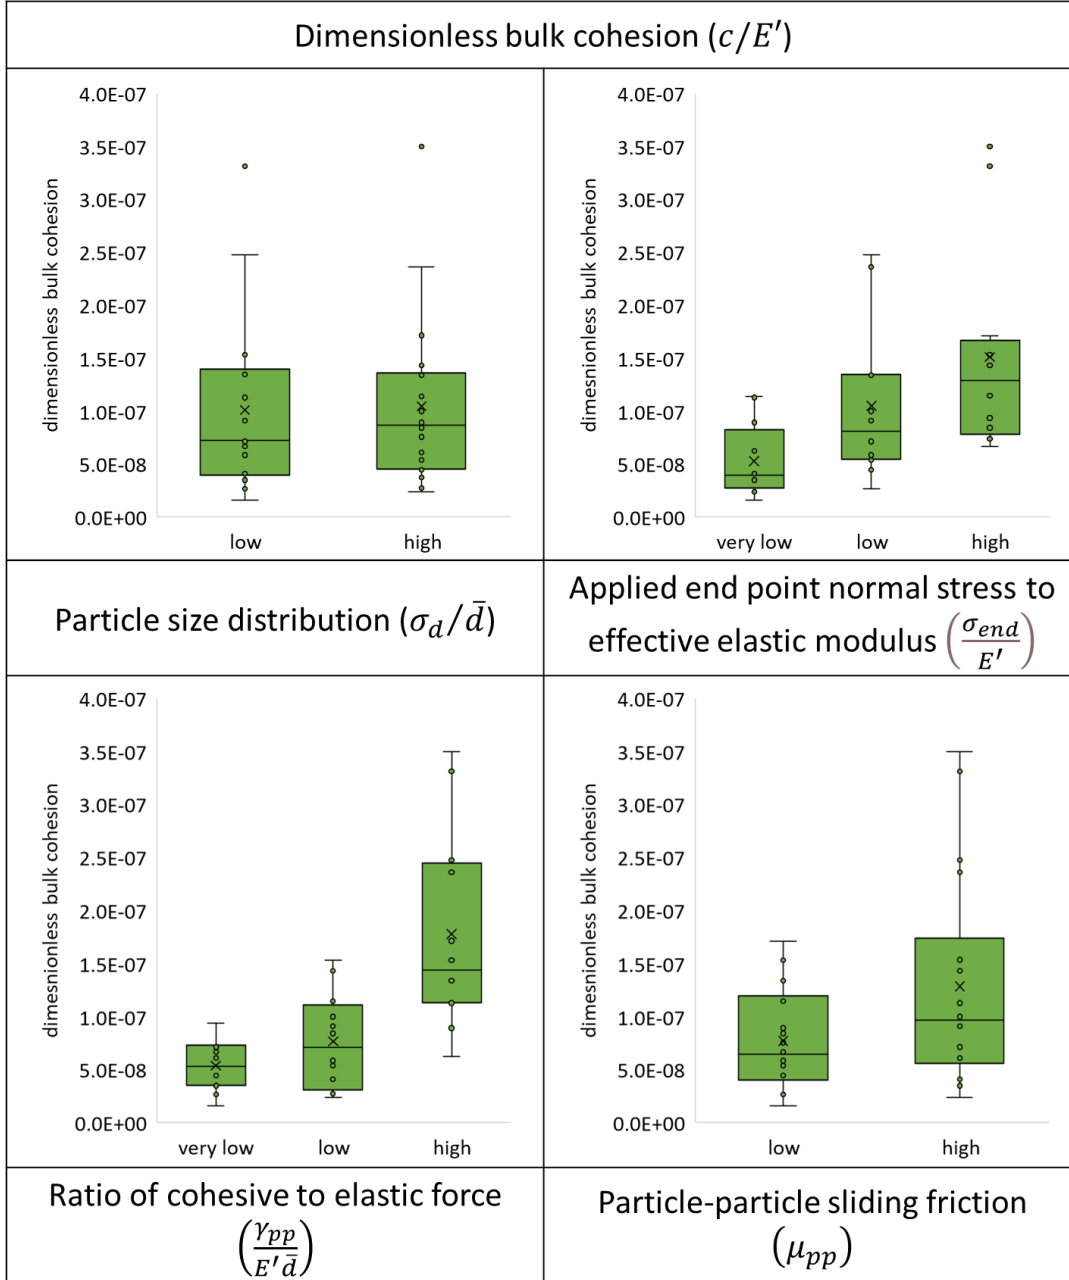 Dimensionless bulk cohesion (c/E′)
4.0E-07
3.5E-07
3.0E-07
2.5E-07
2.0E-07
1.5E-07
1.0E-07
5.0E-08
0.0E+00
dimensionless bulk cohesion
low high
4.0E-07
3.5E-07
3.0E-07
2.5E-07
2.0E-07
1.5E-07
1.0E-07
5.0E-08
0.0E+00
dimesnionless bulk cohesion
very low low high
Particle size distribution (σ_d/d̄)
Applied end point normal stress to
effective elastic modulus (σ_end/E′)
4.0E-07
3.5E-07
3.0E-07
2.5E-07
2.0E-07
1.5E-07
1.0E-07
5.0E-08
0.0E+00
dimesnionless bulk cohesion
very low low high
4.0E-07
3.5E-07
3.0E-07
2.5E-07
2.0E-07
1.5E-07
1.0E-07
5.0E-08
0.0E+00
dimesnionless bulk cohesion
low high
Ratio of cohesive to elastic force
(γ_pp/E′d̄)
Particle-particle sliding friction
(μ_pp)